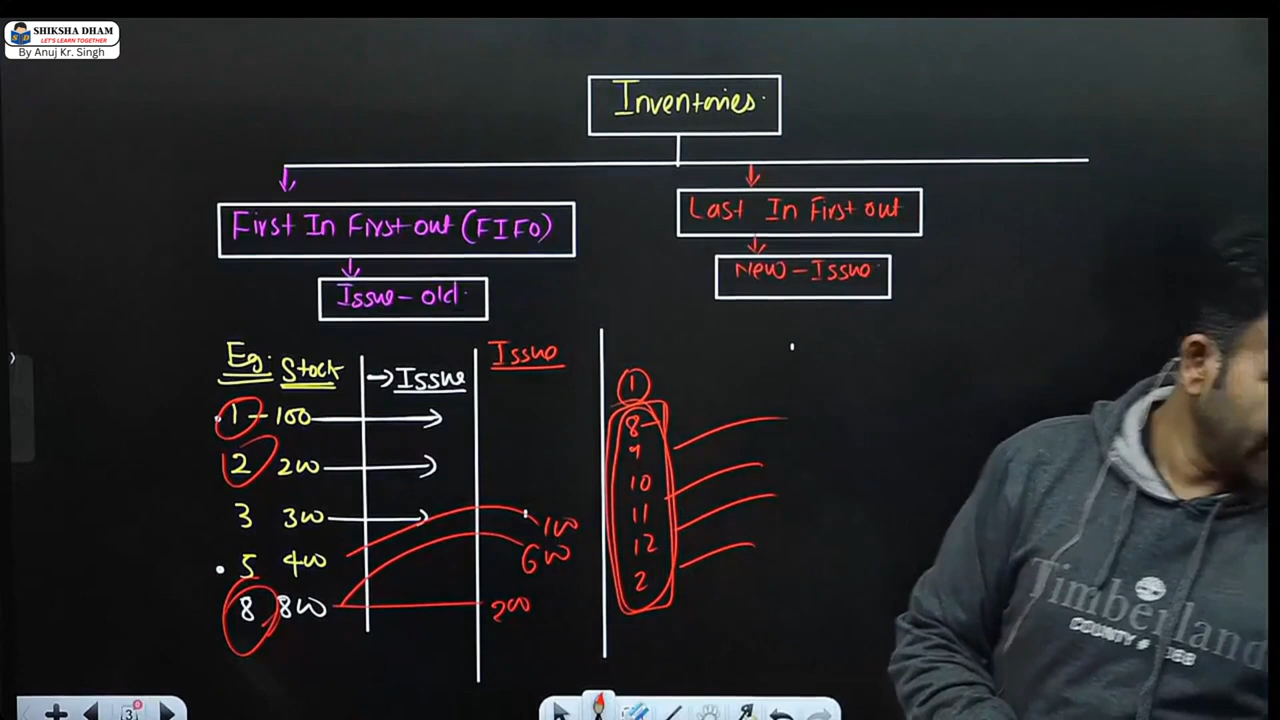 SHIKSHA DHAM
LET'S LEARN TOGETHER
By Anuj Kr. Singh
Inventories
First In First out (FIFO)
Last In First out
Issue - old
New - Issue
Eg. Stock → Issue Issue
1 - 100
2 200
3 300
5 400
8 800
100
600
200
1
8
9
10
11
12
2
Timberland
COUNTY #
3